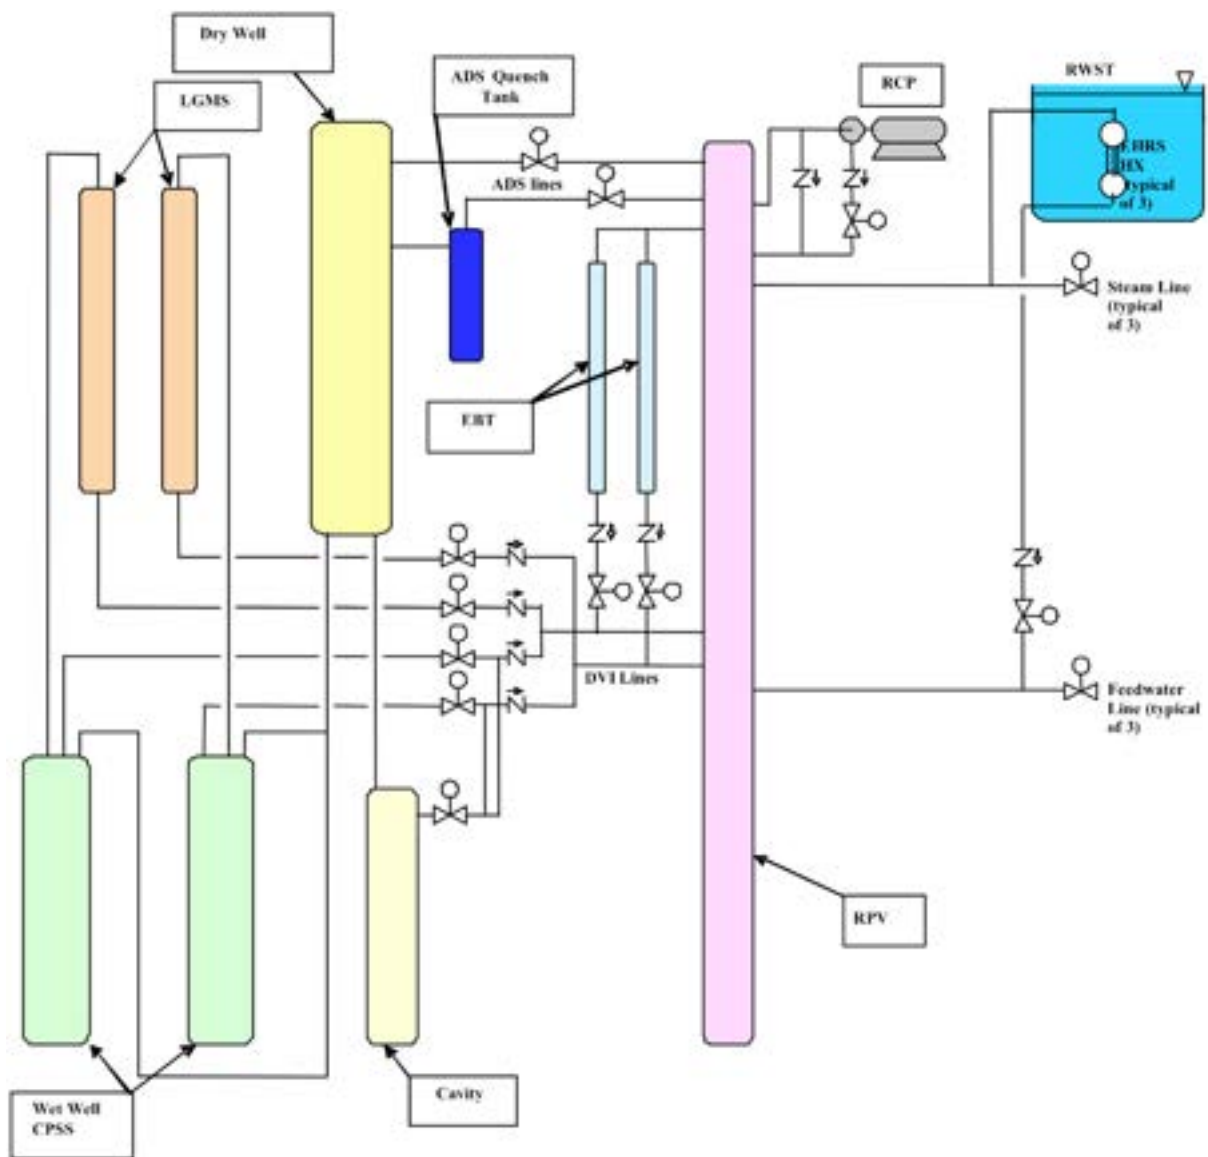 Dry Well
LGMS
ADS Quench
Tank
RCP
RWST
EHRS
HX
(typical
of 3)
ADS lines
Steam Line
(typical
of 3)
EBT
DVI Lines
Feedwater
Line (typical
of 3)
RPV
Cavity
Wet Well
CPSS